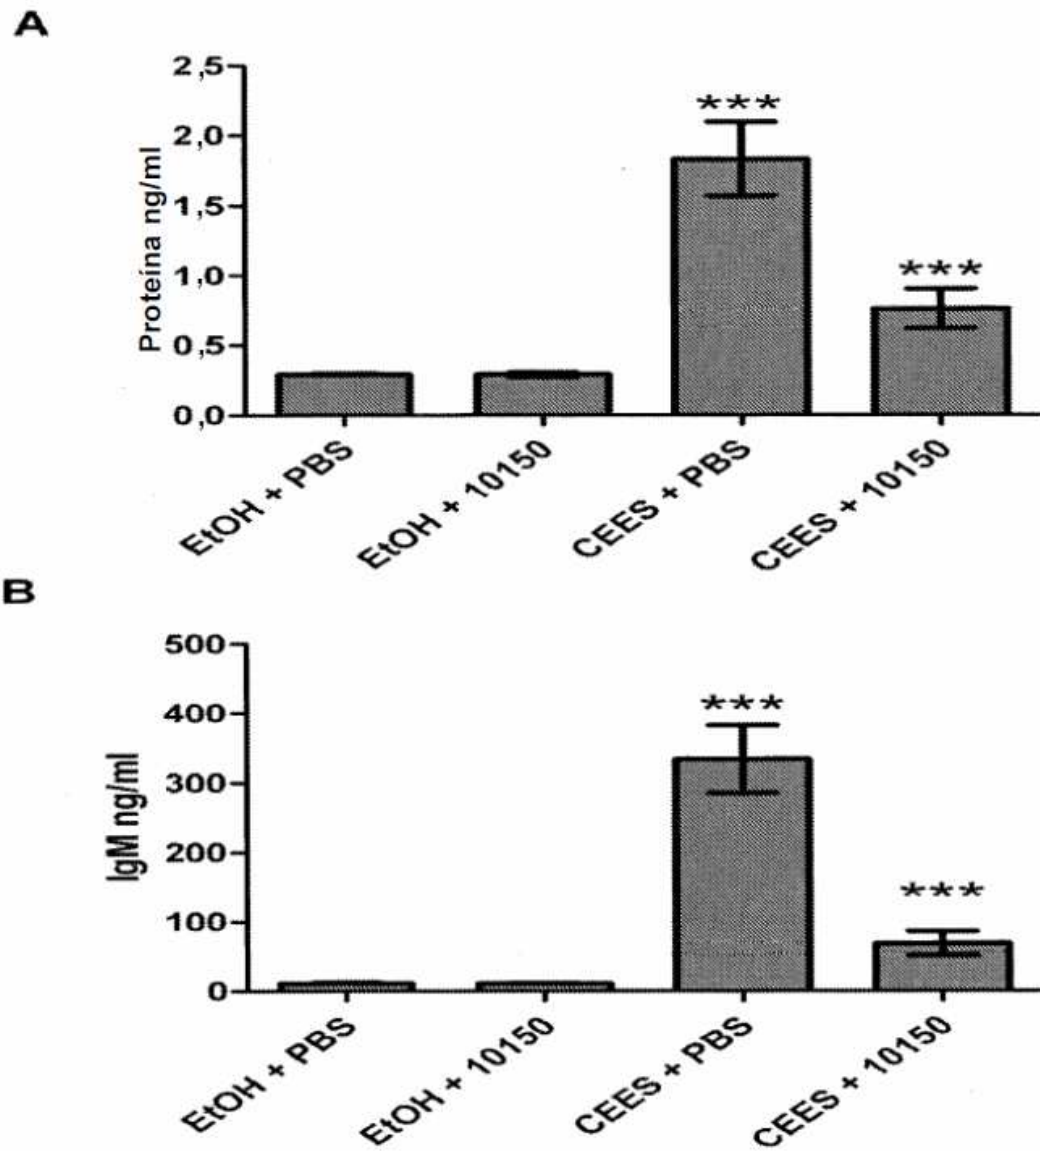 A
2,5
***
2,0
Proteína ng/ml
1,5
***
1,0
0,5
0,0
EtOH + PBS
EtOH + 10150
CEES + PBS
CEES + 10150
B
500
***
400
IgM ng/ml
300
200
***
100
0
EtOH + PBS
EtOH + 10150
CEES + PBS
CEES + 10150